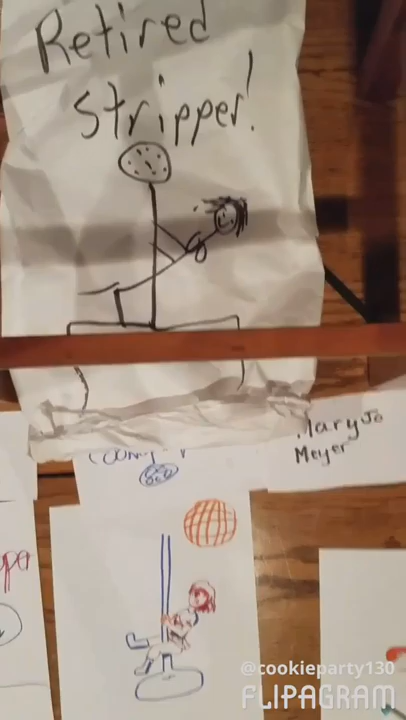 Retired
Stripper!
Mary Jo
Meyer
@cookieparty130
FLIPAGRAM